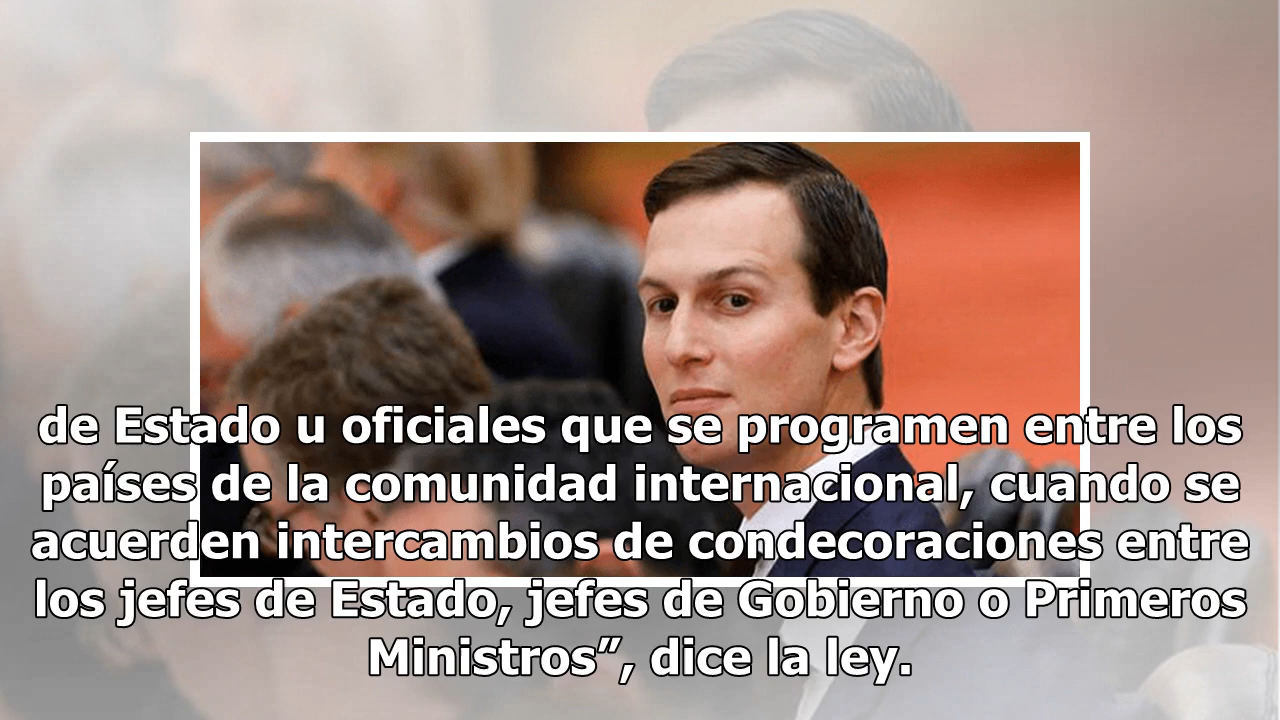 de Estado u oficiales que se programen entre los
países de la comunidad internacional, cuando se
acuerden intercambios de condecoraciones entre
los jefes de Estado, jefes de Gobierno o Primeros
Ministros”, dice la ley.